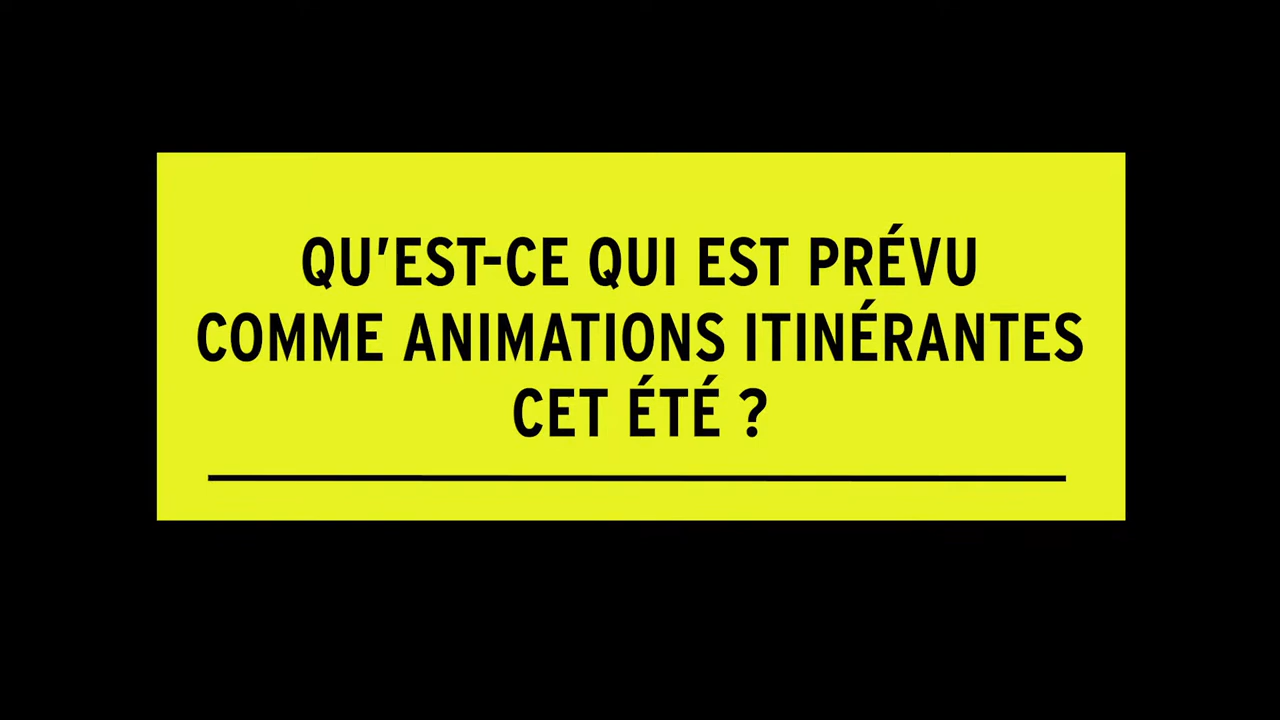 QU'EST-CE QUI EST PRÉVU
COMME ANIMATIONS ITINÉRANTES
CET ÉTÉ ?